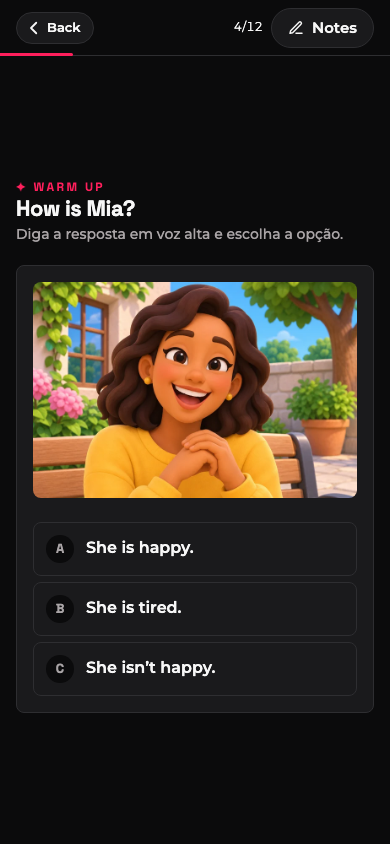 Back
4/12
Notes
✦ WARM UP
How is Mia?
Diga a resposta em voz alta e escolha a opção.
A She is happy.
B She is tired.
C She isn’t happy.